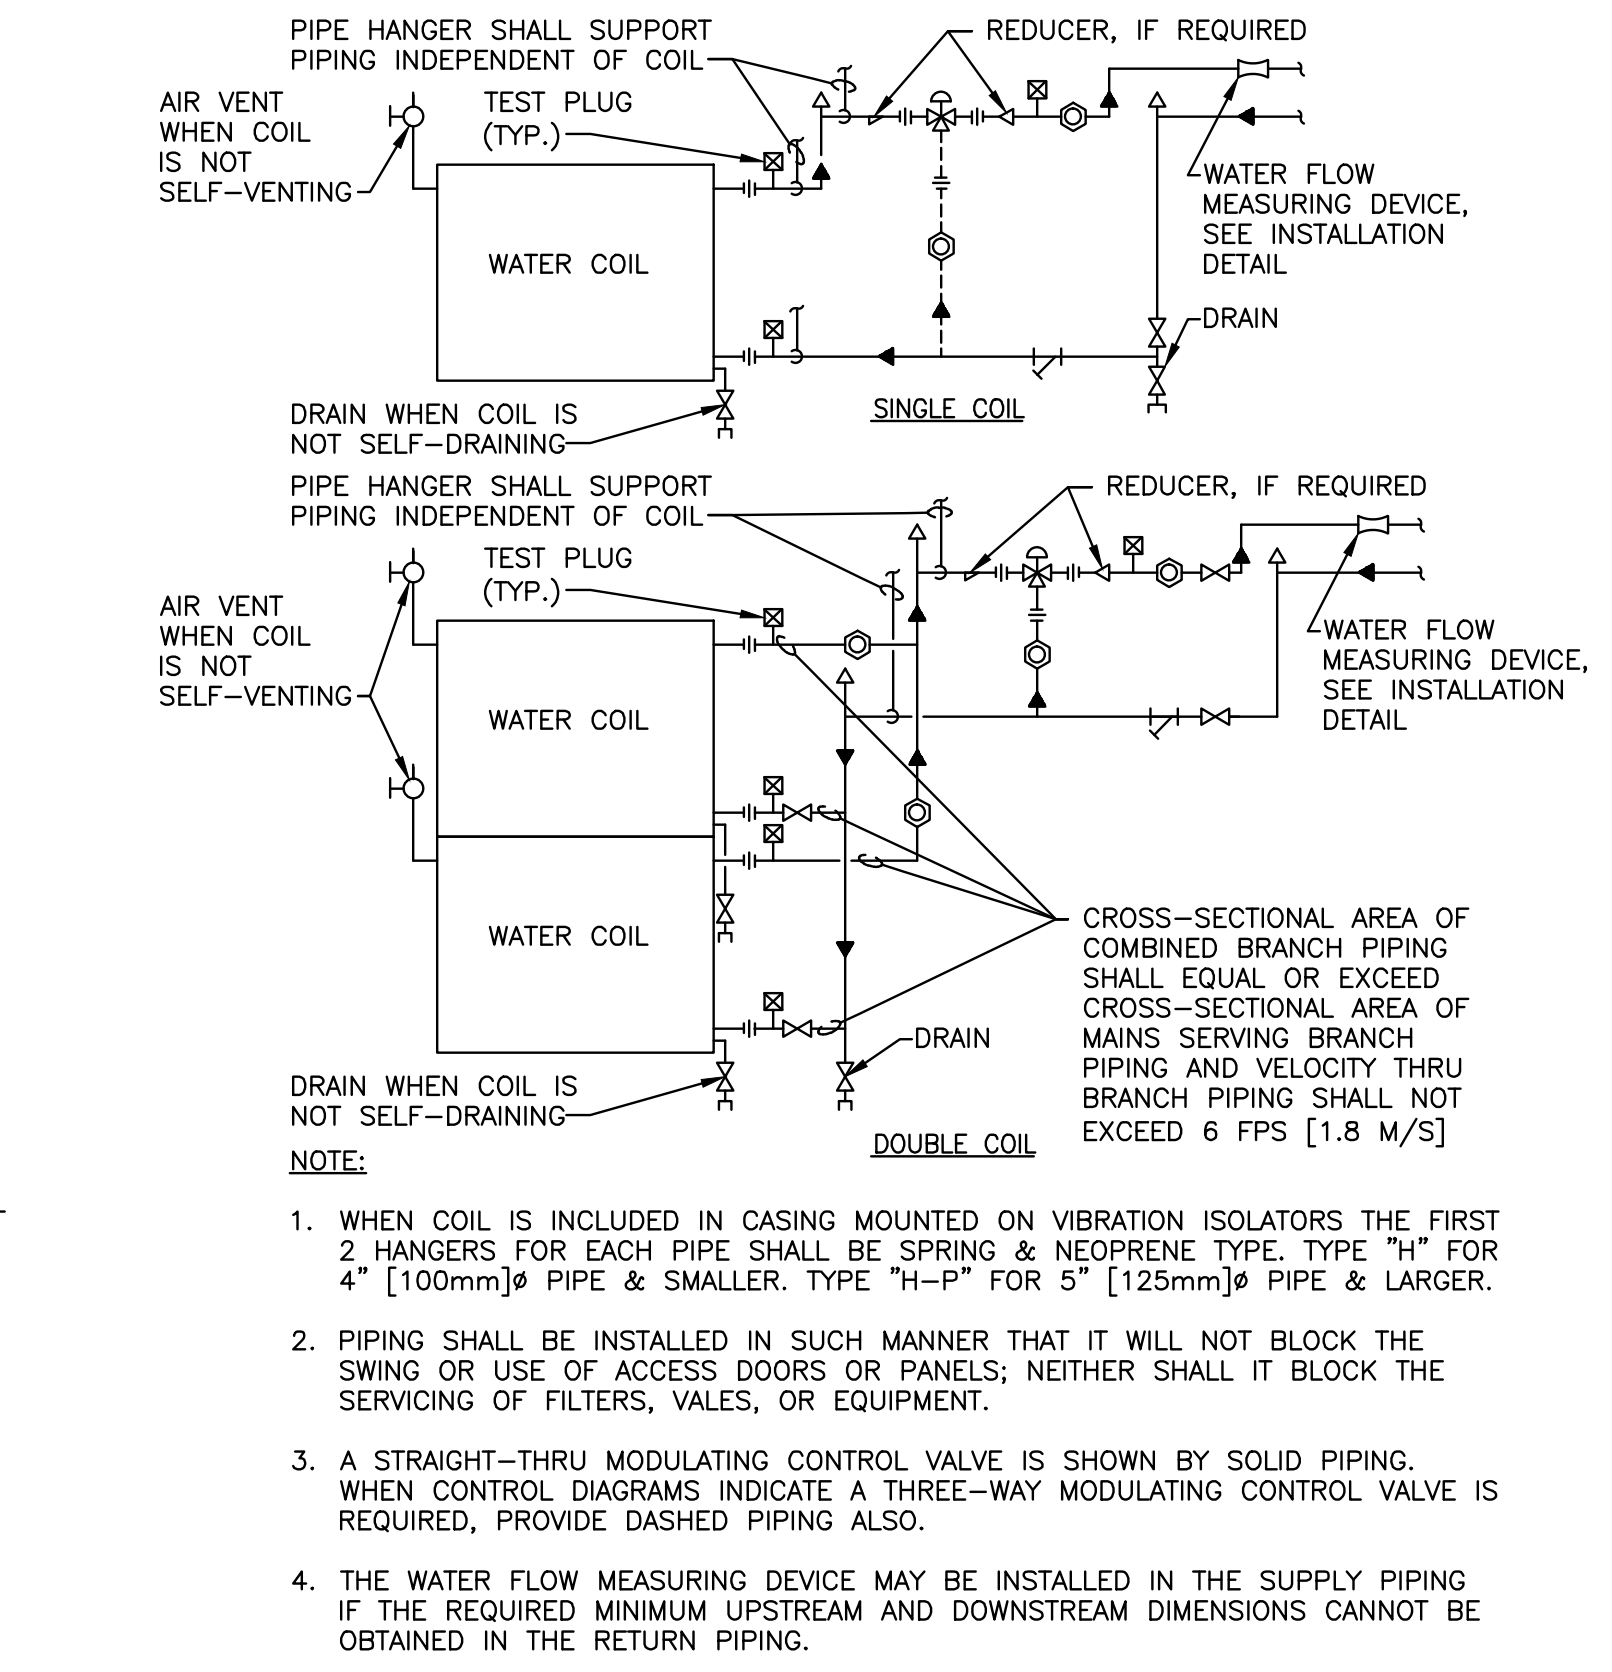 PIPE HANGER SHALL SUPPORT
PIPING INDEPENDENT OF COIL
REDUCER, IF REQUIRED
AIR VENT
WHEN COIL
IS NOT
SELF-VENTING
TEST PLUG
(TYP.)
WATER COIL
WATER FLOW
MEASURING DEVICE,
SEE INSTALLATION
DETAIL
DRAIN
DRAIN WHEN COIL IS
NOT SELF-DRAINING
SINGLE COIL
PIPE HANGER SHALL SUPPORT
PIPING INDEPENDENT OF COIL
REDUCER, IF REQUIRED
TEST PLUG
(TYP.)
AIR VENT
WHEN COIL
IS NOT
SELF-VENTING
WATER COIL
WATER FLOW
MEASURING DEVICE,
SEE INSTALLATION
DETAIL
WATER COIL
CROSS-SECTIONAL AREA OF
COMBINED BRANCH PIPING
SHALL EQUAL OR EXCEED
CROSS-SECTIONAL AREA OF
MAINS SERVING BRANCH
PIPING AND VELOCITY THRU
BRANCH PIPING SHALL NOT
EXCEED 6 FPS [1.8 M/S]
DRAIN
DRAIN WHEN COIL IS
NOT SELF-DRAINING
DOUBLE COIL
NOTE:
1. WHEN COIL IS INCLUDED IN CASING MOUNTED ON VIBRATION ISOLATORS THE FIRST
2 HANGERS FOR EACH PIPE SHALL BE SPRING & NEOPRENE TYPE. TYPE "H" FOR
4" [100mm]ø PIPE & SMALLER. TYPE "H-P" FOR 5" [125mm]ø PIPE & LARGER.
2. PIPING SHALL BE INSTALLED IN SUCH MANNER THAT IT WILL NOT BLOCK THE
SWING OR USE OF ACCESS DOORS OR PANELS; NEITHER SHALL IT BLOCK THE
SERVICING OF FILTERS, VALES, OR EQUIPMENT.
3. A STRAIGHT-THRU MODULATING CONTROL VALVE IS SHOWN BY SOLID PIPING.
WHEN CONTROL DIAGRAMS INDICATE A THREE-WAY MODULATING CONTROL VALVE IS
REQUIRED, PROVIDE DASHED PIPING ALSO.
4. THE WATER FLOW MEASURING DEVICE MAY BE INSTALLED IN THE SUPPLY PIPING
IF THE REQUIRED MINIMUM UPSTREAM AND DOWNSTREAM DIMENSIONS CANNOT BE
OBTAINED IN THE RETURN PIPING.